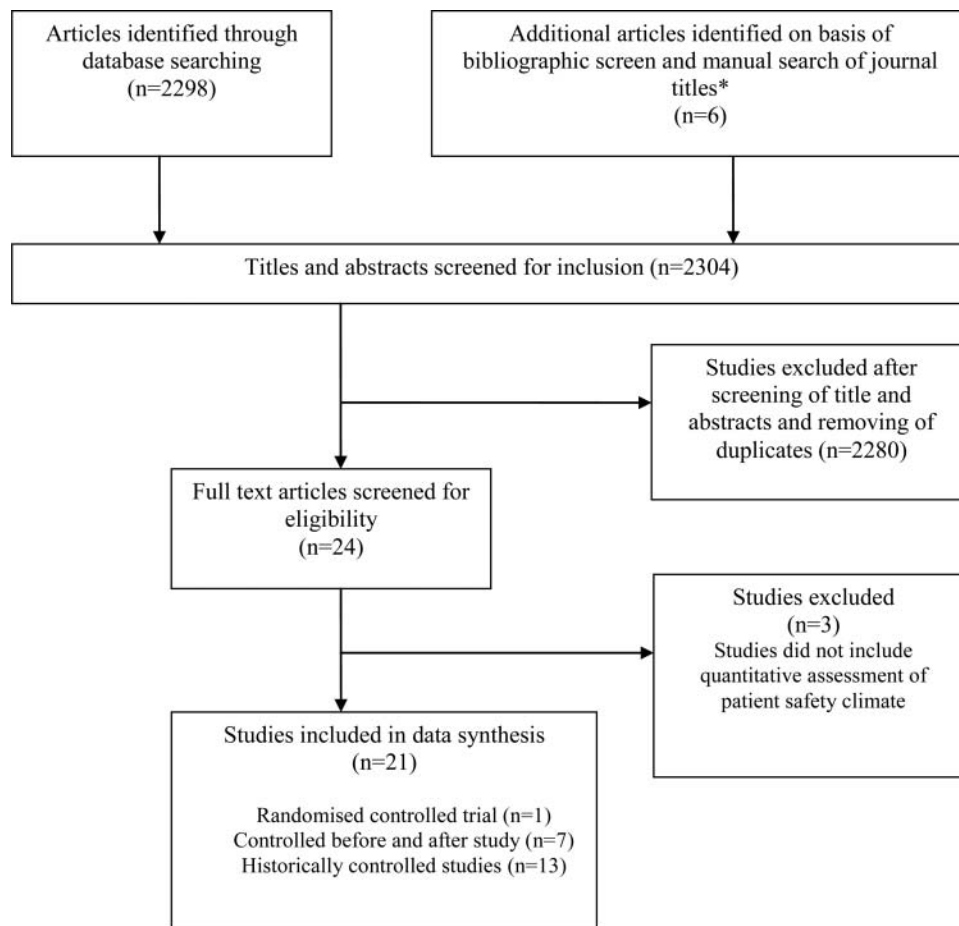 Articles identified through
database searching
(n=2298)
Additional articles identified on basis of
bibliographic screen and manual search of journal
titles*
(n=6)
Titles and abstracts screened for inclusion (n=2304)
Studies excluded after
screening of title and
abstracts and removing of
duplicates (n=2280)
Full text articles screened for
eligibility
(n=24)
Studies excluded
(n=3)
Studies did not include
quantitative assessment of
patient safety climate
Studies included in data synthesis
(n=21)
Randomised controlled trial (n=1)
Controlled before and after study (n=7)
Historically controlled studies (n=13)